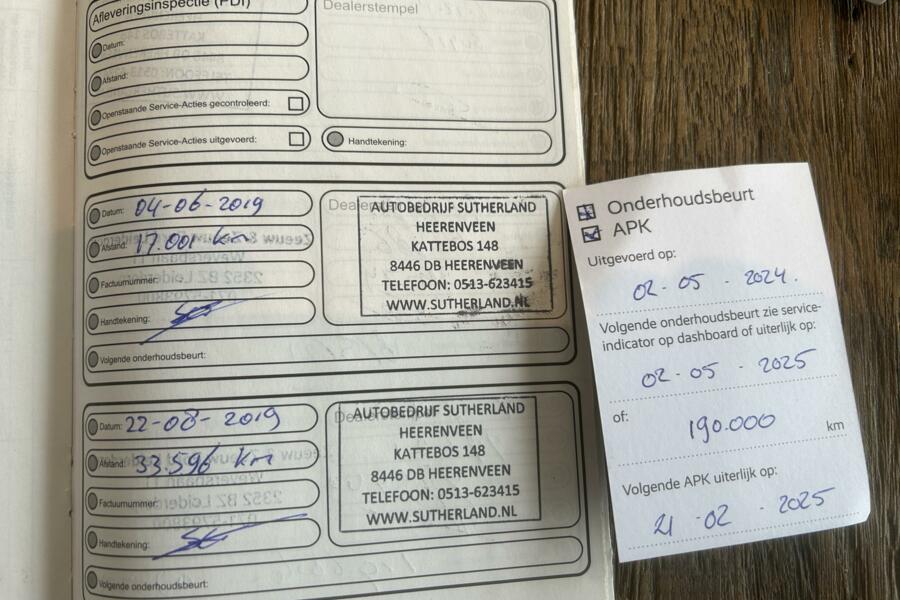 Afleveringsinspectie (PDI)
Datum:
Afstand:
Openstaande Service-Acties gecontroleerd:
Openstaande Service-Acties uitgevoerd:
Dealerstempel
Handtekening:
Datum: 04-06-2019
Afstand: 17.001 km
Factuurnummer:
Handtekening:
Volgende onderhoudsbeurt:
AUTOBEDRIJF SUTHERLAND
HEERENVEEN
KATTEBOS 148
8446 DB HEERENVEEN
TELEFOON: 0513-623415
WWW.SUTHERLAND.NL
Datum: 22-08-2019
Afstand: 33.596 km
Factuurnummer:
Handtekening:
Volgende onderhoudsbeurt:
AUTOBEDRIJF SUTHERLAND
HEERENVEEN
KATTEBOS 148
8446 DB HEERENVEEN
TELEFOON: 0513-623415
WWW.SUTHERLAND.NL
Onderhoudsbeurt
APK
Uitgevoerd op:
02-05-2024.
Volgende onderhoudsbeurt zie service-
indicator op dashboard of uiterlijk op:
02-05-2025
of:
190.000 km
Volgende APK uiterlijk op:
21-02-2025